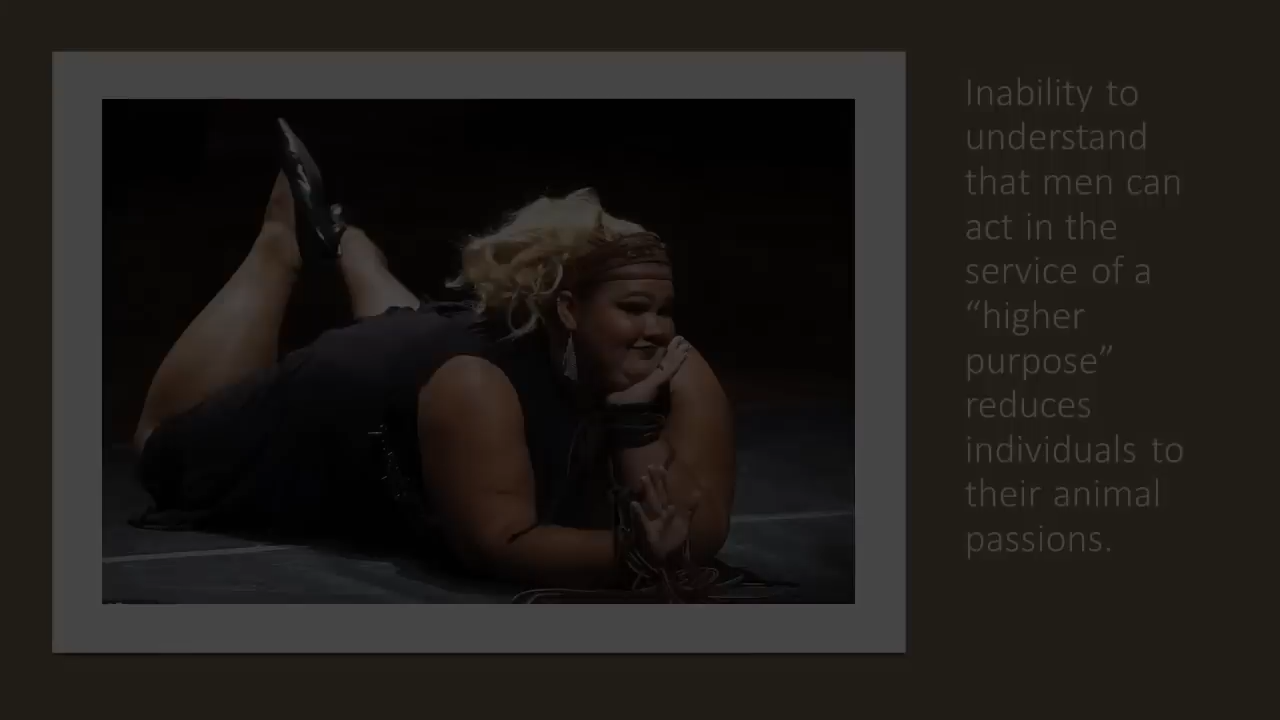 Inability to
understand
that men can
act in the
service of a
“higher
purpose”
reduces
individuals to
their animal
passions.